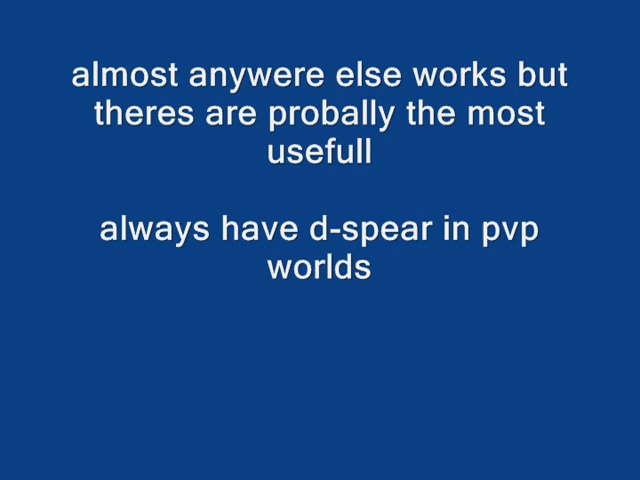 almost anywere else works but
theres are probally the most
usefull
always have d-spear in pvp
worlds